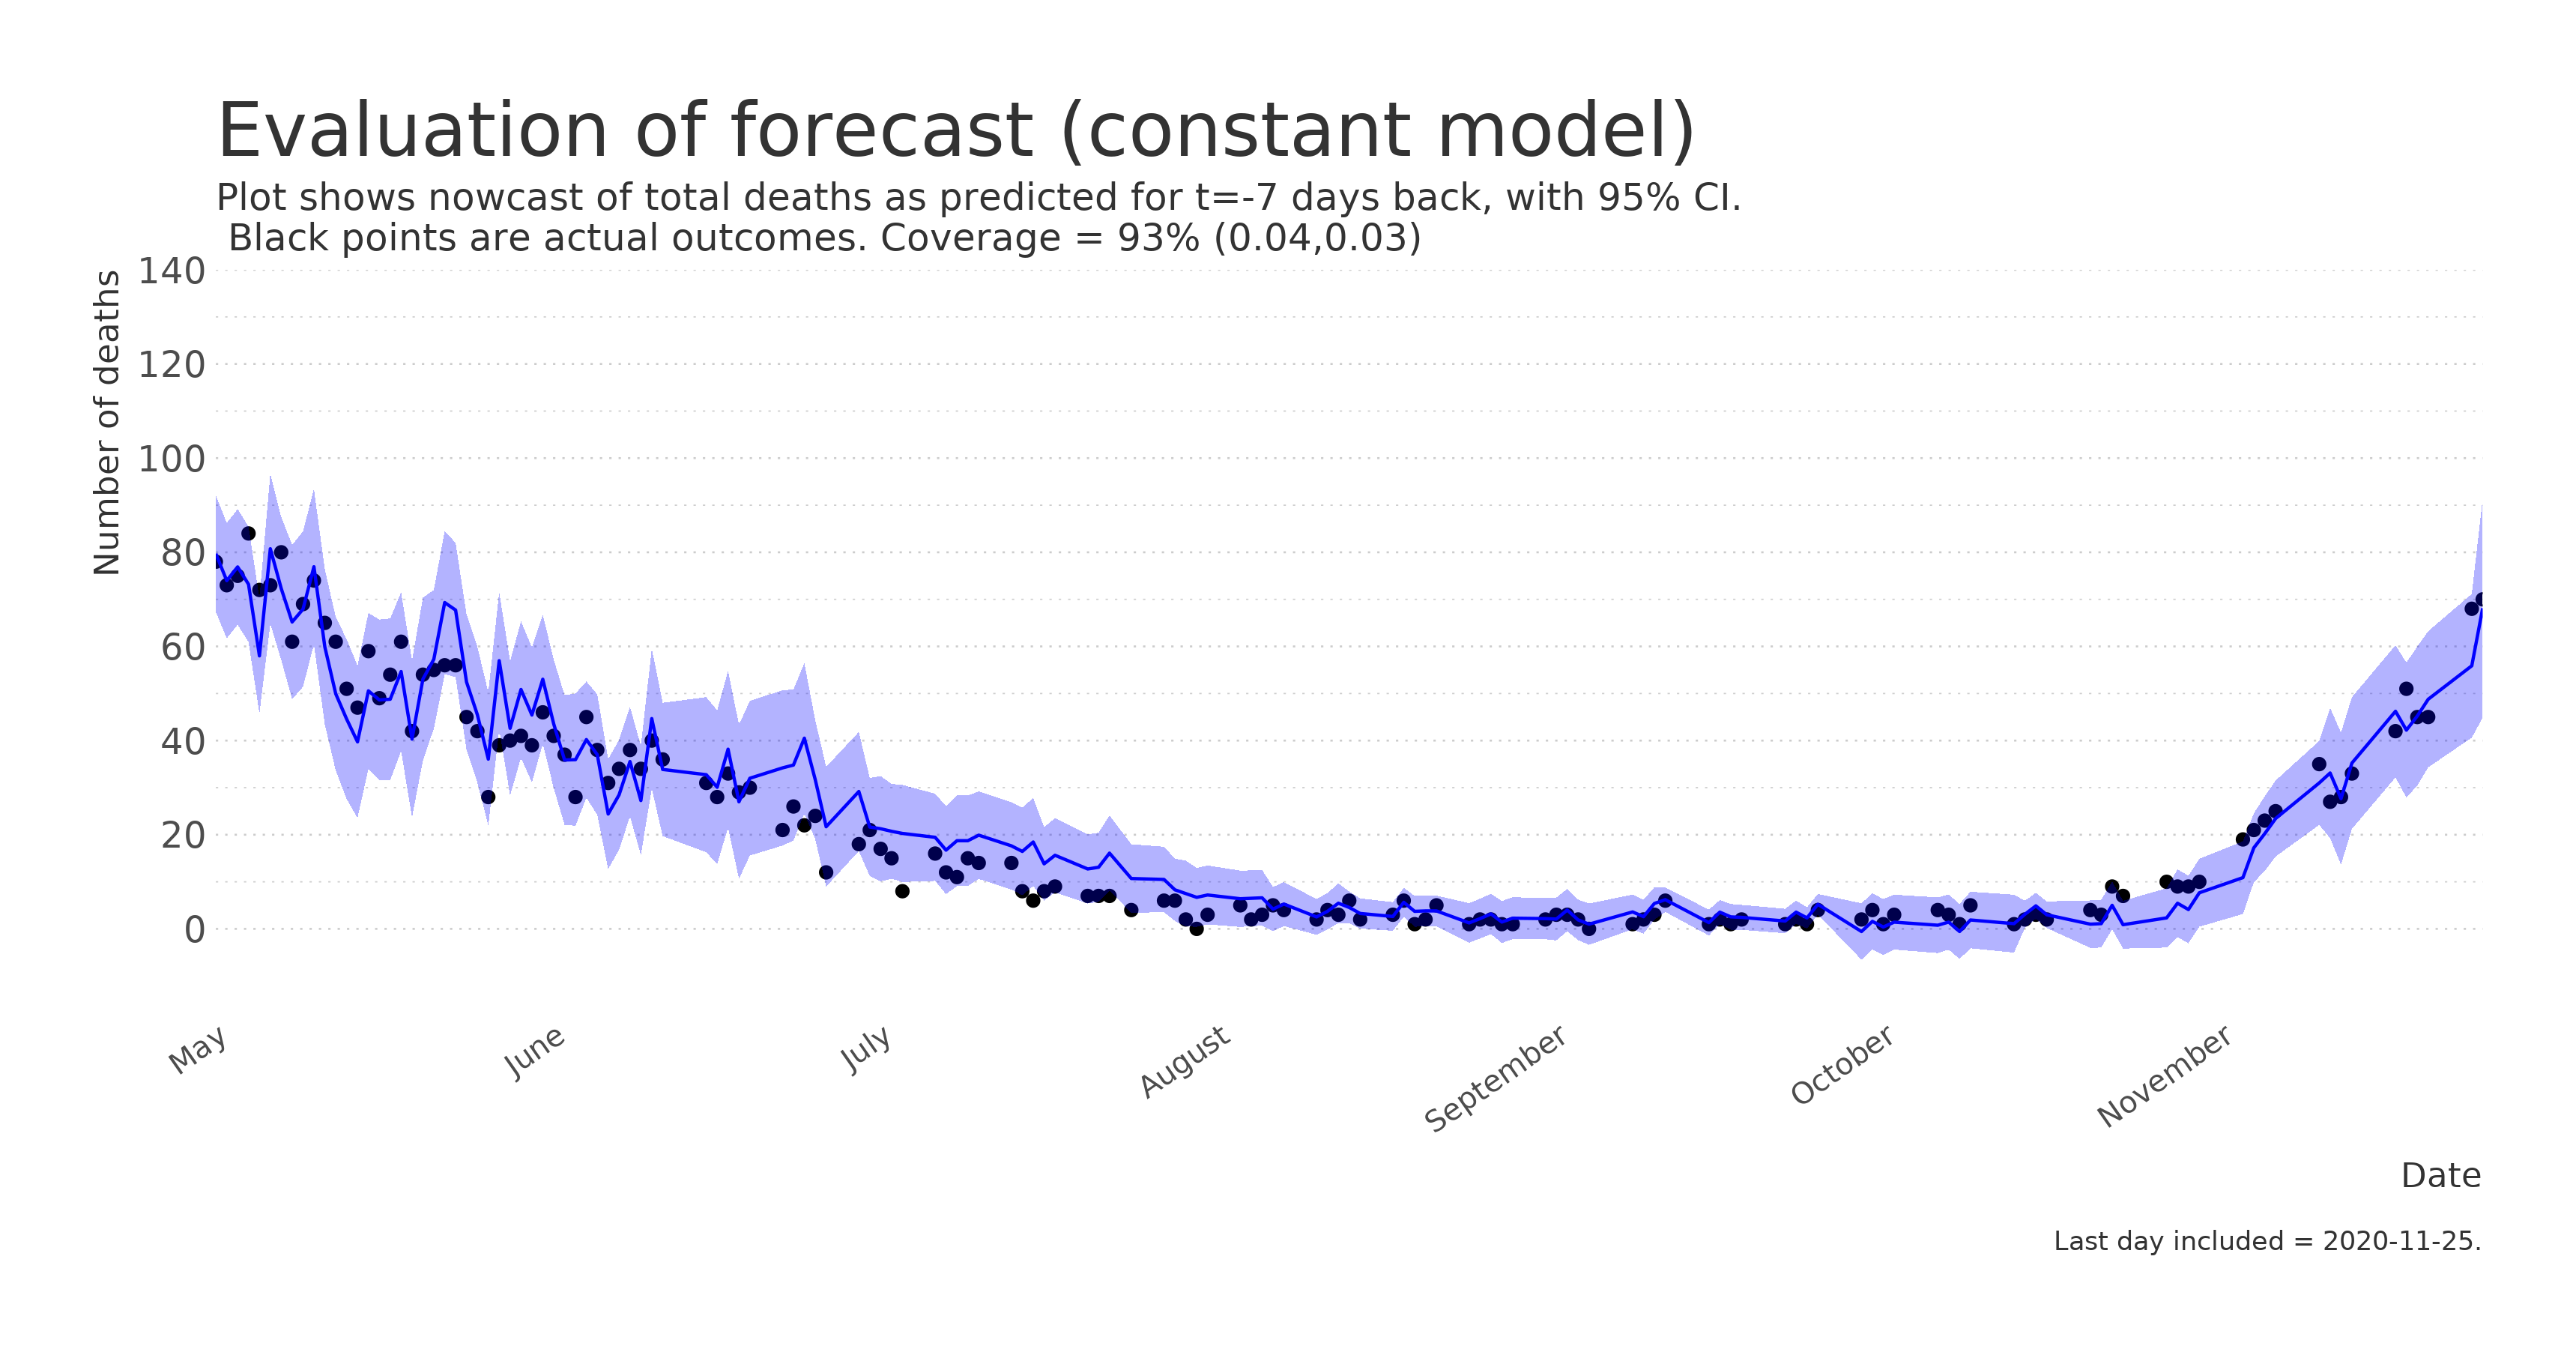 Evaluation of forecast (constant model)
Plot shows nowcast of total deaths as predicted for t=-7 days back, with 95% CI.
Black points are actual outcomes. Coverage = 93% (0.04,0.03)
Number of deaths
140
120
100
80
60
40
20
0
May
June
July
August
September
October
November
Date
Last day included = 2020-11-25.